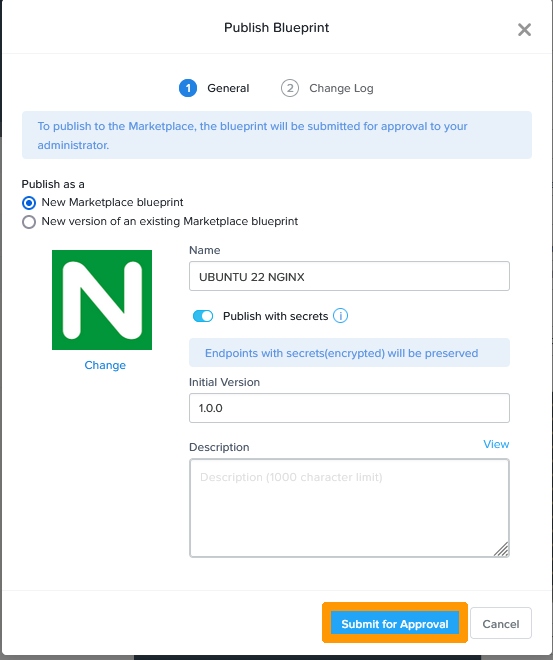 Publish Blueprint
1 General 2 Change Log
To publish to the Marketplace, the blueprint will be submitted for approval to your
administrator.
Publish as a
New Marketplace blueprint
New version of an existing Marketplace blueprint
N
Change
Name
UBUNTU 22 NGINX
Publish with secrets i
Endpoints with secrets(encrypted) will be preserved
Initial Version
1.0.0
Description View
Description (1000 character limit)
Submit for Approval Cancel